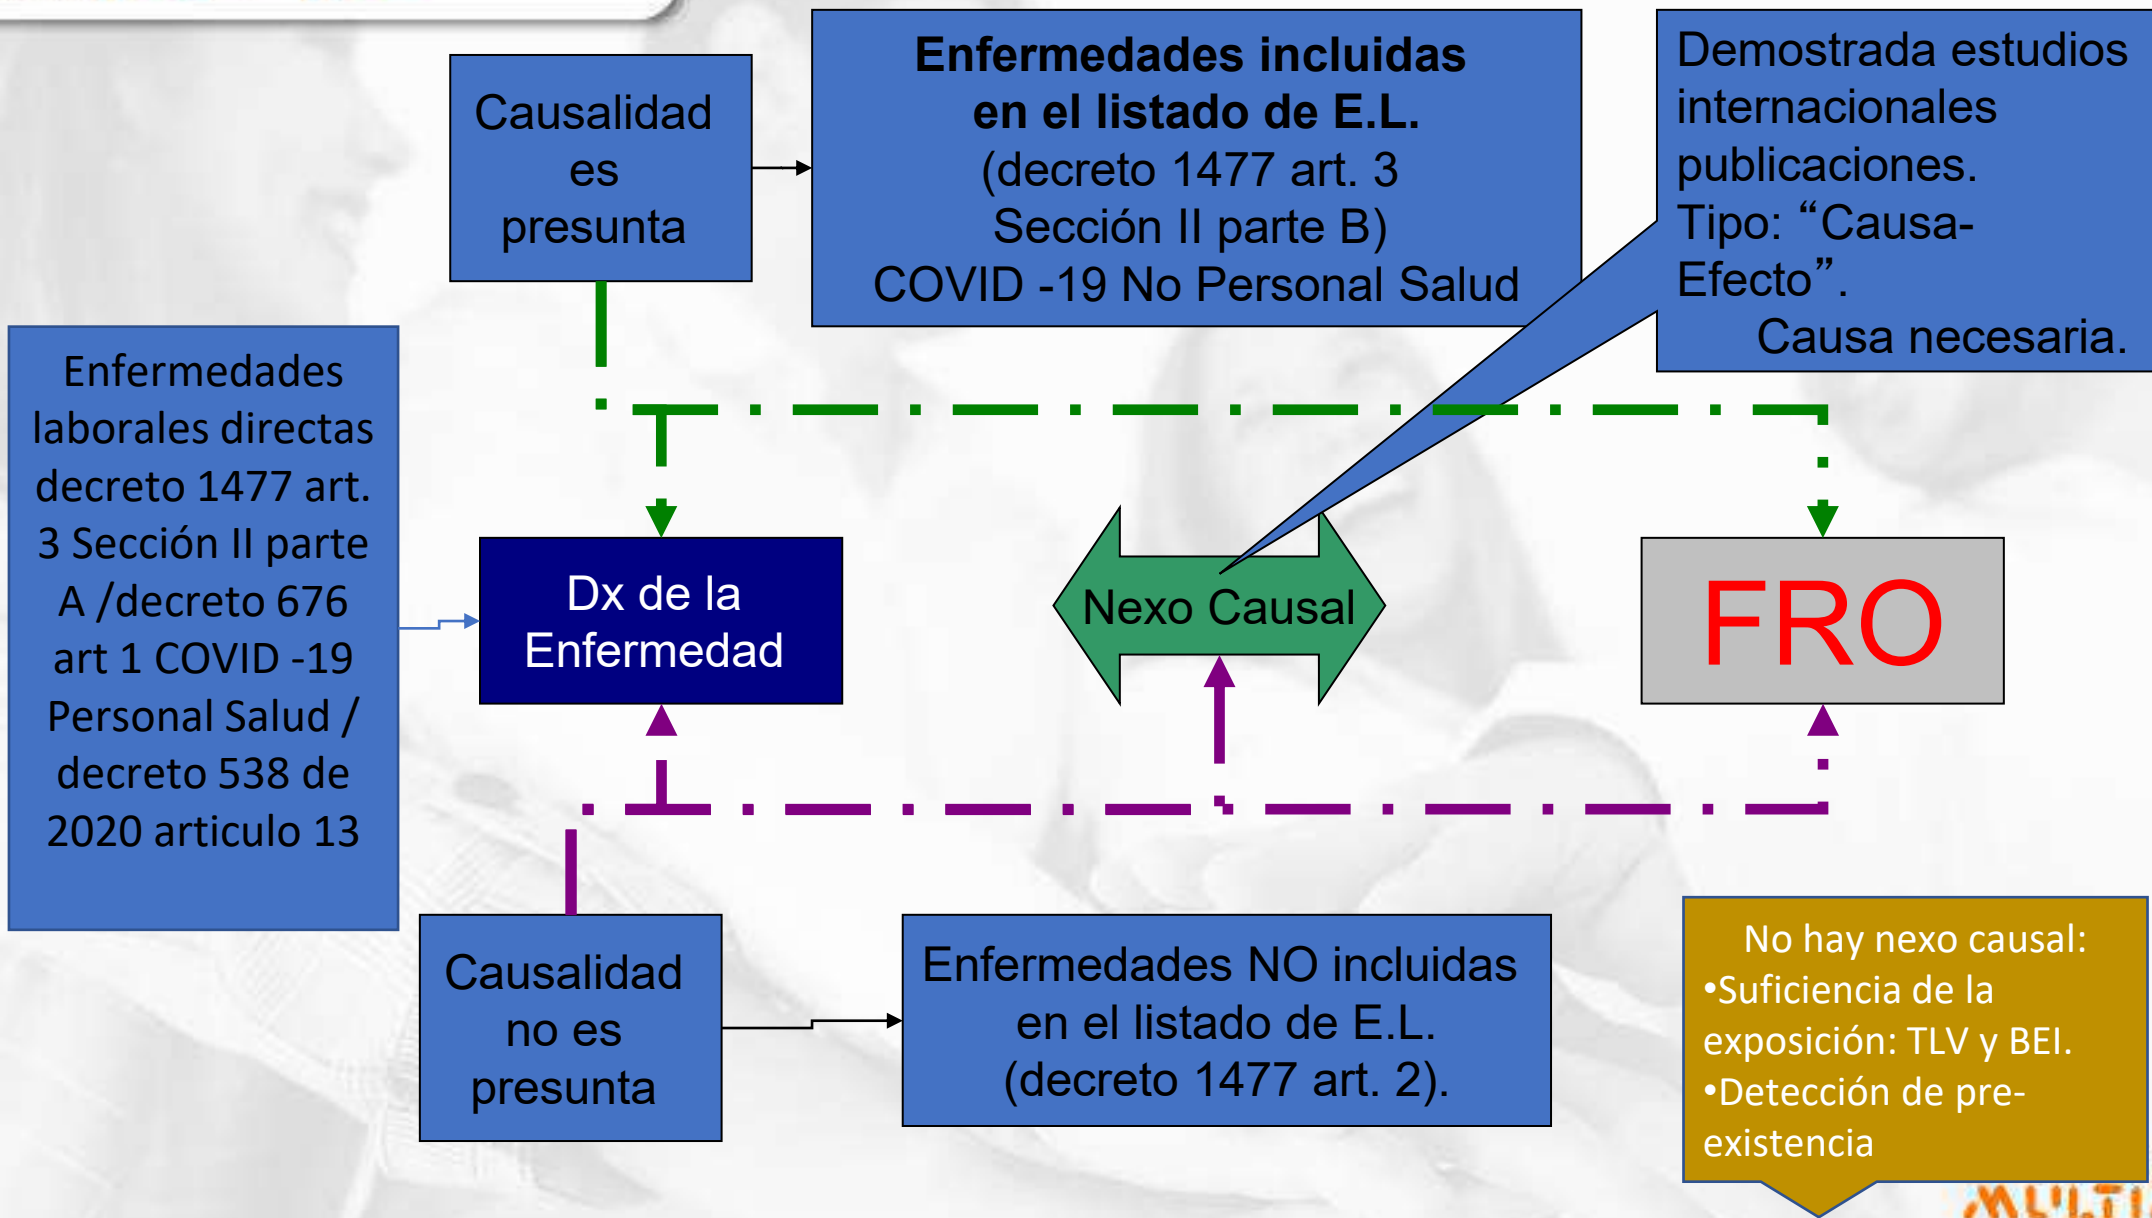 Causalidad
es
presunta
Enfermedades incluidas
en el listado de E.L.
(decreto 1477 art. 3
Sección II parte B)
COVID -19 No Personal Salud
Demostrada estudios
internacionales
publicaciones.
Tipo: “Causa-
Efecto”.
Causa necesaria.
Enfermedades
laborales directas
decreto 1477 art.
3 Sección II parte
A /decreto 676
art 1 COVID -19
Personal Salud /
decreto 538 de
2020 articulo 13
Dx de la
Enfermedad
Nexo Causal
FRO
Causalidad
no es
presunta
Enfermedades NO incluidas
en el listado de E.L.
(decreto 1477 art. 2).
No hay nexo causal:
•Suficiencia de la
exposición: TLV y BEI.
•Detección de pre-
existencia